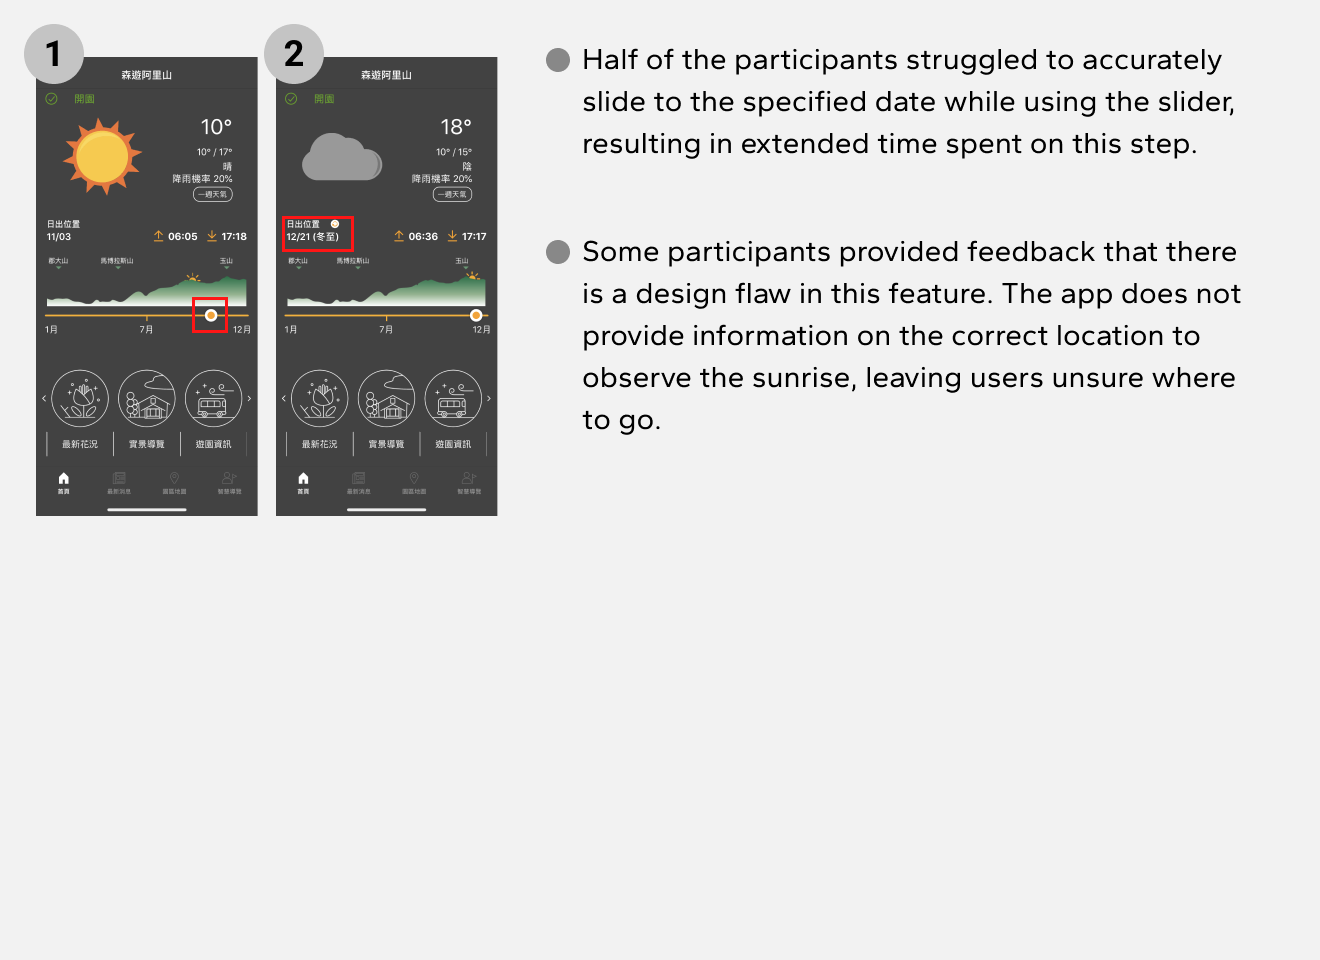 1
森遊阿里山
開園
10°
10° / 17°
晴
降雨機率 20%
一週天氣
日出位置
11/03
06:05
17:18
郡大山
馬博拉斯山
玉山
1月
7月
12月
最新花況
實景導覽
遊園資訊
首頁
最新消息
園區地圖
智慧導覽
2
森遊阿里山
開園
18°
10° / 15°
陰
降雨機率 20%
一週天氣
日出位置
12/21 (冬至)
06:36
17:17
郡大山
馬博拉斯山
玉山
1月
7月
12月
最新花況
實景導覽
遊園資訊
首頁
最新消息
園區地圖
智慧導覽
Half of the participants struggled to accurately
slide to the specified date while using the slider,
resulting in extended time spent on this step.
Some participants provided feedback that there
is a design flaw in this feature. The app does not
provide information on the correct location to
observe the sunrise, leaving users unsure where
to go.